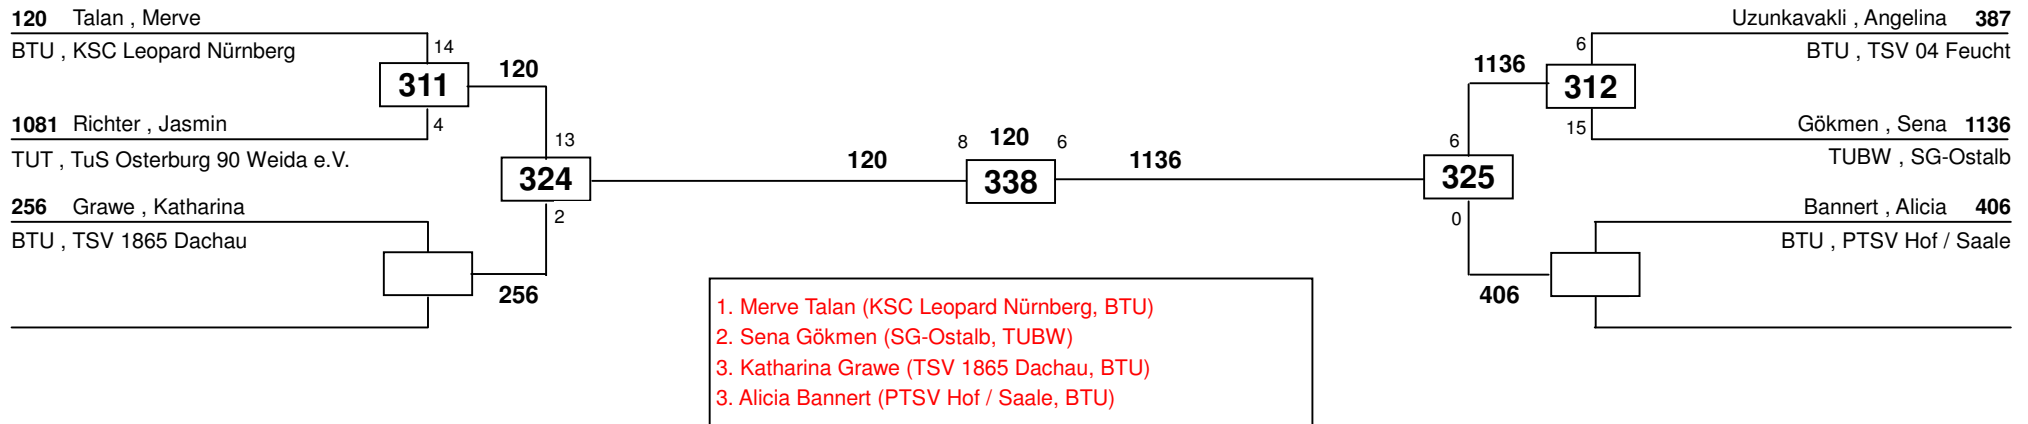 120 Talan , Merve
BTU , KSC Leopard Nürnberg
14
311
120
4
1081 Richter , Jasmin
TUT , TuS Osterburg 90 Weida e.V.
13
324
2
256 Grawe , Katharina
BTU , TSV 1865 Dachau
256
120
8 120 6
338
1136
Uzunkavakli , Angelina 387
BTU , TSV 04 Feucht
6
1136
312
15
Gökmen , Sena 1136
TUBW , SG-Ostalb
6
325
0
Bannert , Alicia 406
BTU , PTSV Hof / Saale
406
1. Merve Talan (KSC Leopard Nürnberg, BTU)
2. Sena Gökmen (SG-Ostalb, TUBW)
3. Katharina Grawe (TSV 1865 Dachau, BTU)
3. Alicia Bannert (PTSV Hof / Saale, BTU)